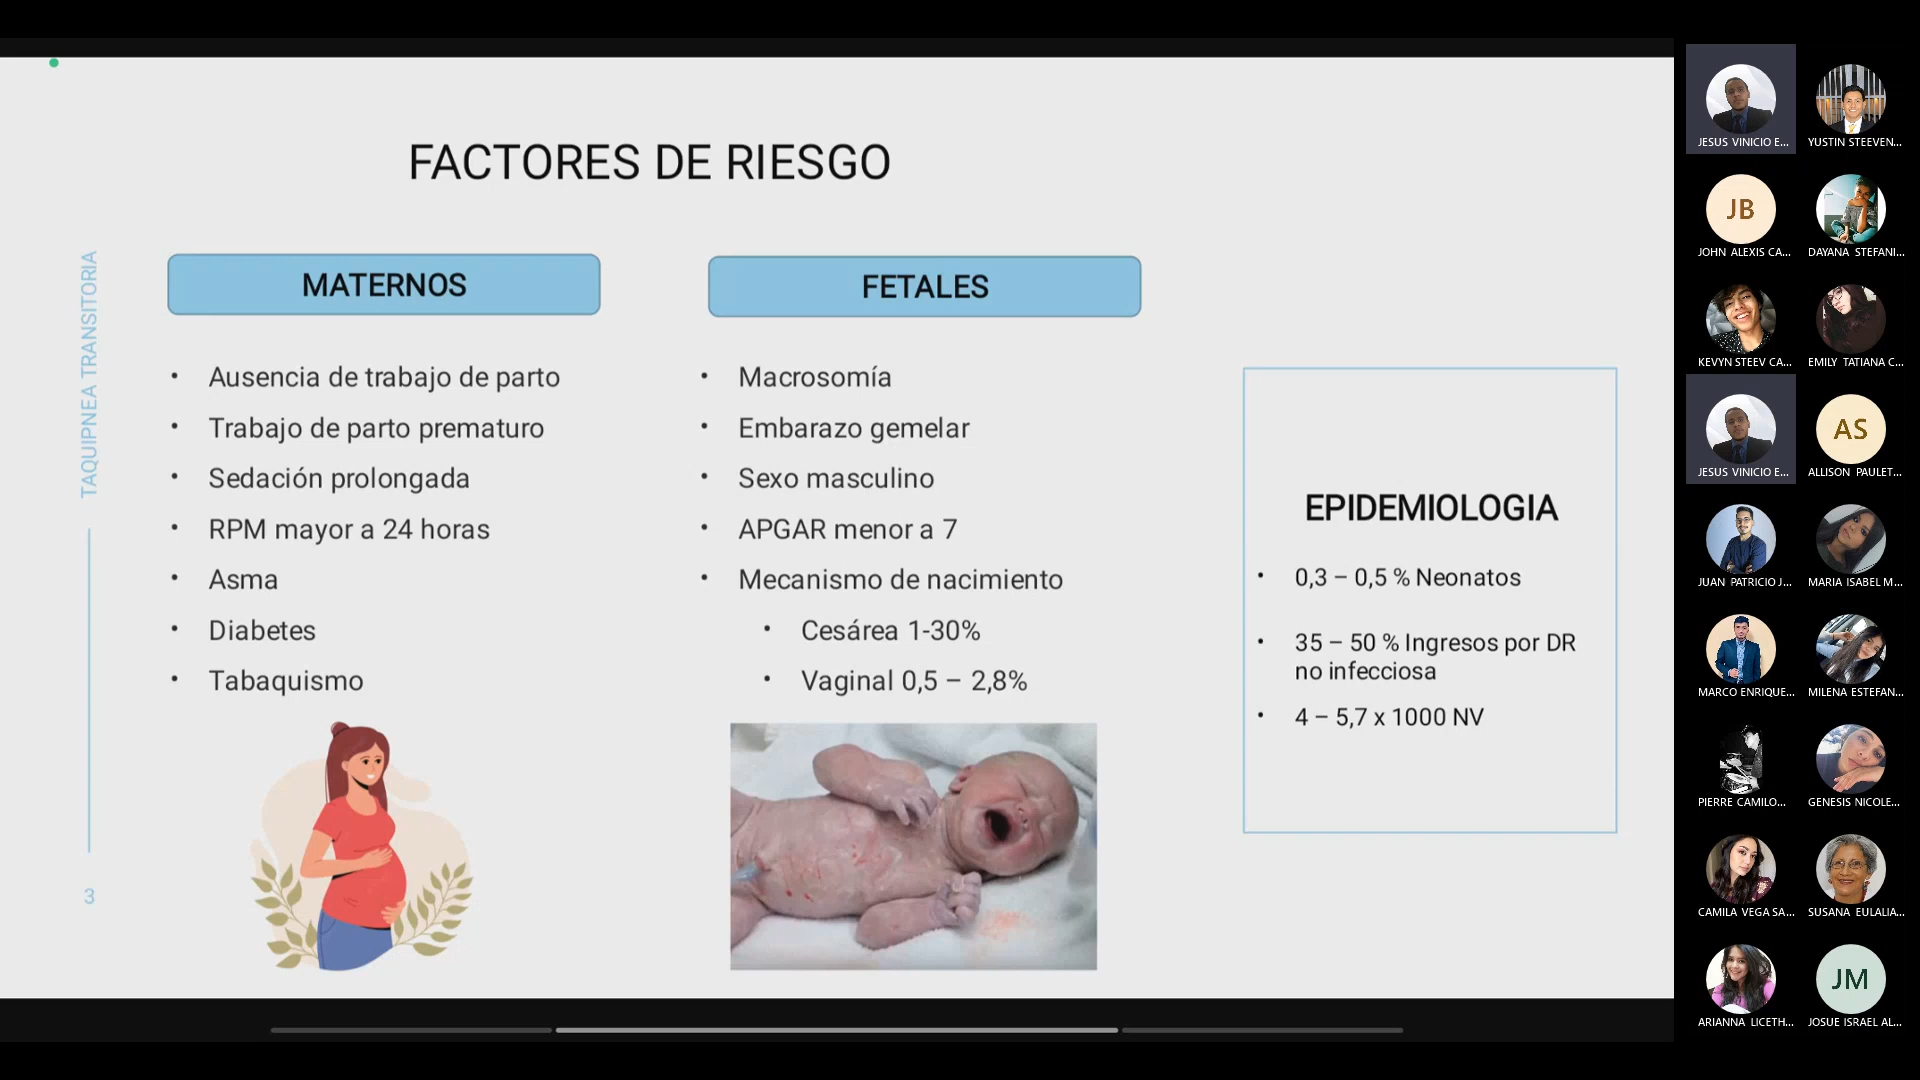 FACTORES DE RIESGO
TAQUIPNEA TRANSITORIA
3
MATERNOS
• Ausencia de trabajo de parto
• Trabajo de parto prematuro
• Sedación prolongada
• RPM mayor a 24 horas
• Asma
• Diabetes
• Tabaquismo
FETALES
• Macrosomía
• Embarazo gemelar
• Sexo masculino
• APGAR menor a 7
• Mecanismo de nacimiento
• Cesárea 1-30%
• Vaginal 0,5 – 2,8%
EPIDEMIOLOGIA
• 0,3 – 0,5 % Neonatos
• 35 – 50 % Ingresos por DR
no infecciosa
• 4 – 5,7 x 1000 NV
JESUS VINICIO E...
YUSTIN STEEVEN...
JB
JOHN ALEXIS CA...
DAYANA STEFANI...
KEVYN STEEV CA...
EMILY TATIANA C...
JESUS VINICIO E...
AS
ALLISON PAULET...
JUAN PATRICIO J...
MARIA ISABEL M...
MARCO ENRIQUE...
MILENA ESTEFAN...
PIERRE CAMILO...
GENESIS NICOLE...
CAMILA VEGA SA...
SUSANA EULALIA...
ARIANNA LICETH...
JM
JOSUE ISRAEL AL...